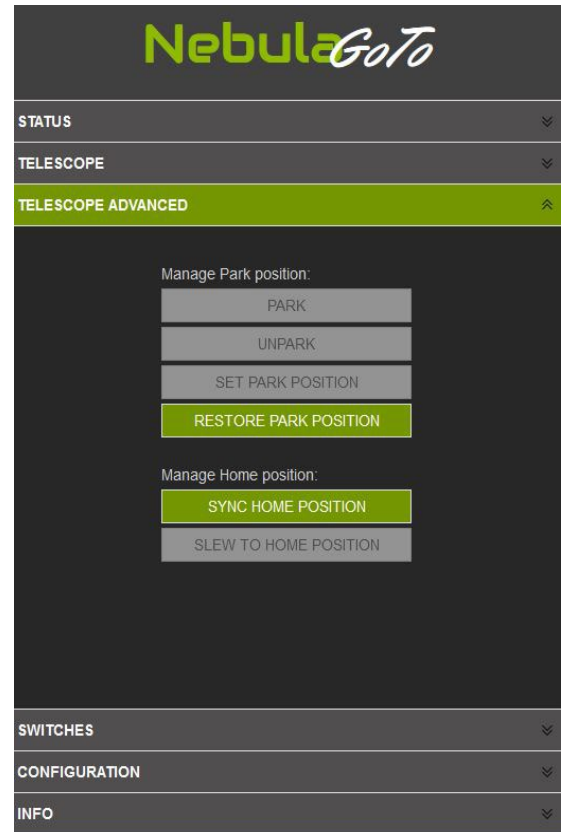 NebulaGoTo
STATUS
TELESCOPE
TELESCOPE ADVANCED
Manage Park position:
PARK
UNPARK
SET PARK POSITION
RESTORE PARK POSITION
Manage Home position:
SYNC HOME POSITION
SLEW TO HOME POSITION
SWITCHES
CONFIGURATION
INFO